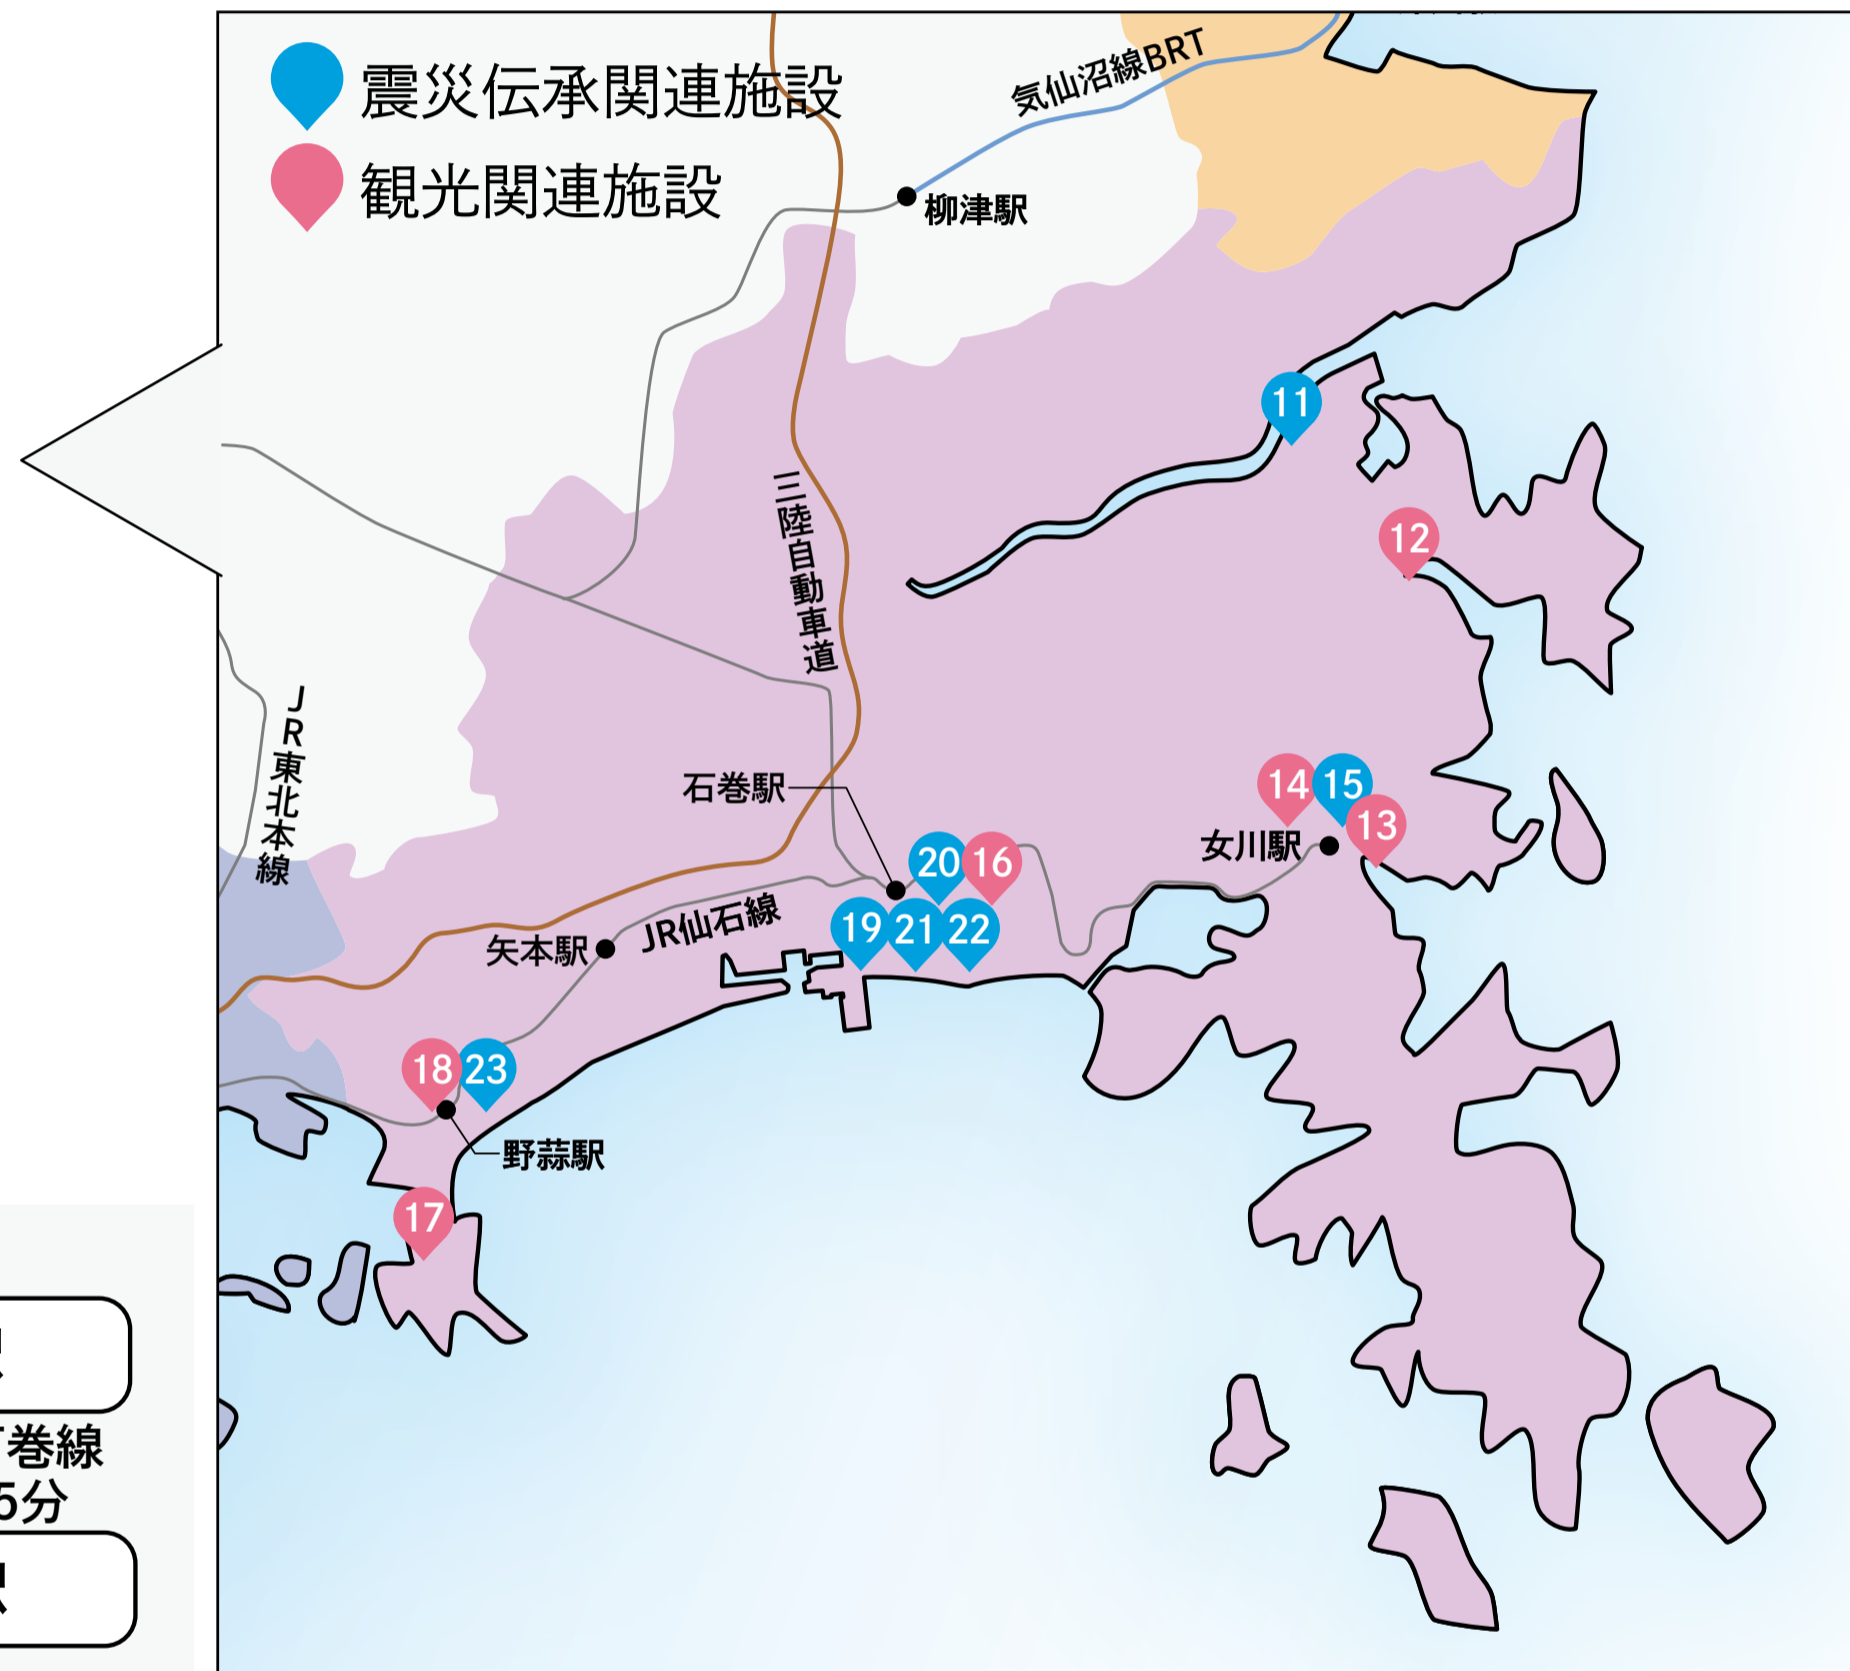 震災伝承関連施設
観光関連施設
気仙沼線BRT
柳津駅
11
三陸自動車道
12
JR東北本線
石巻駅
14
15
13
女川駅
20
16
19
21
22
JR仙石線
矢本駅
18
23
野蒜駅
17
巻線
5分